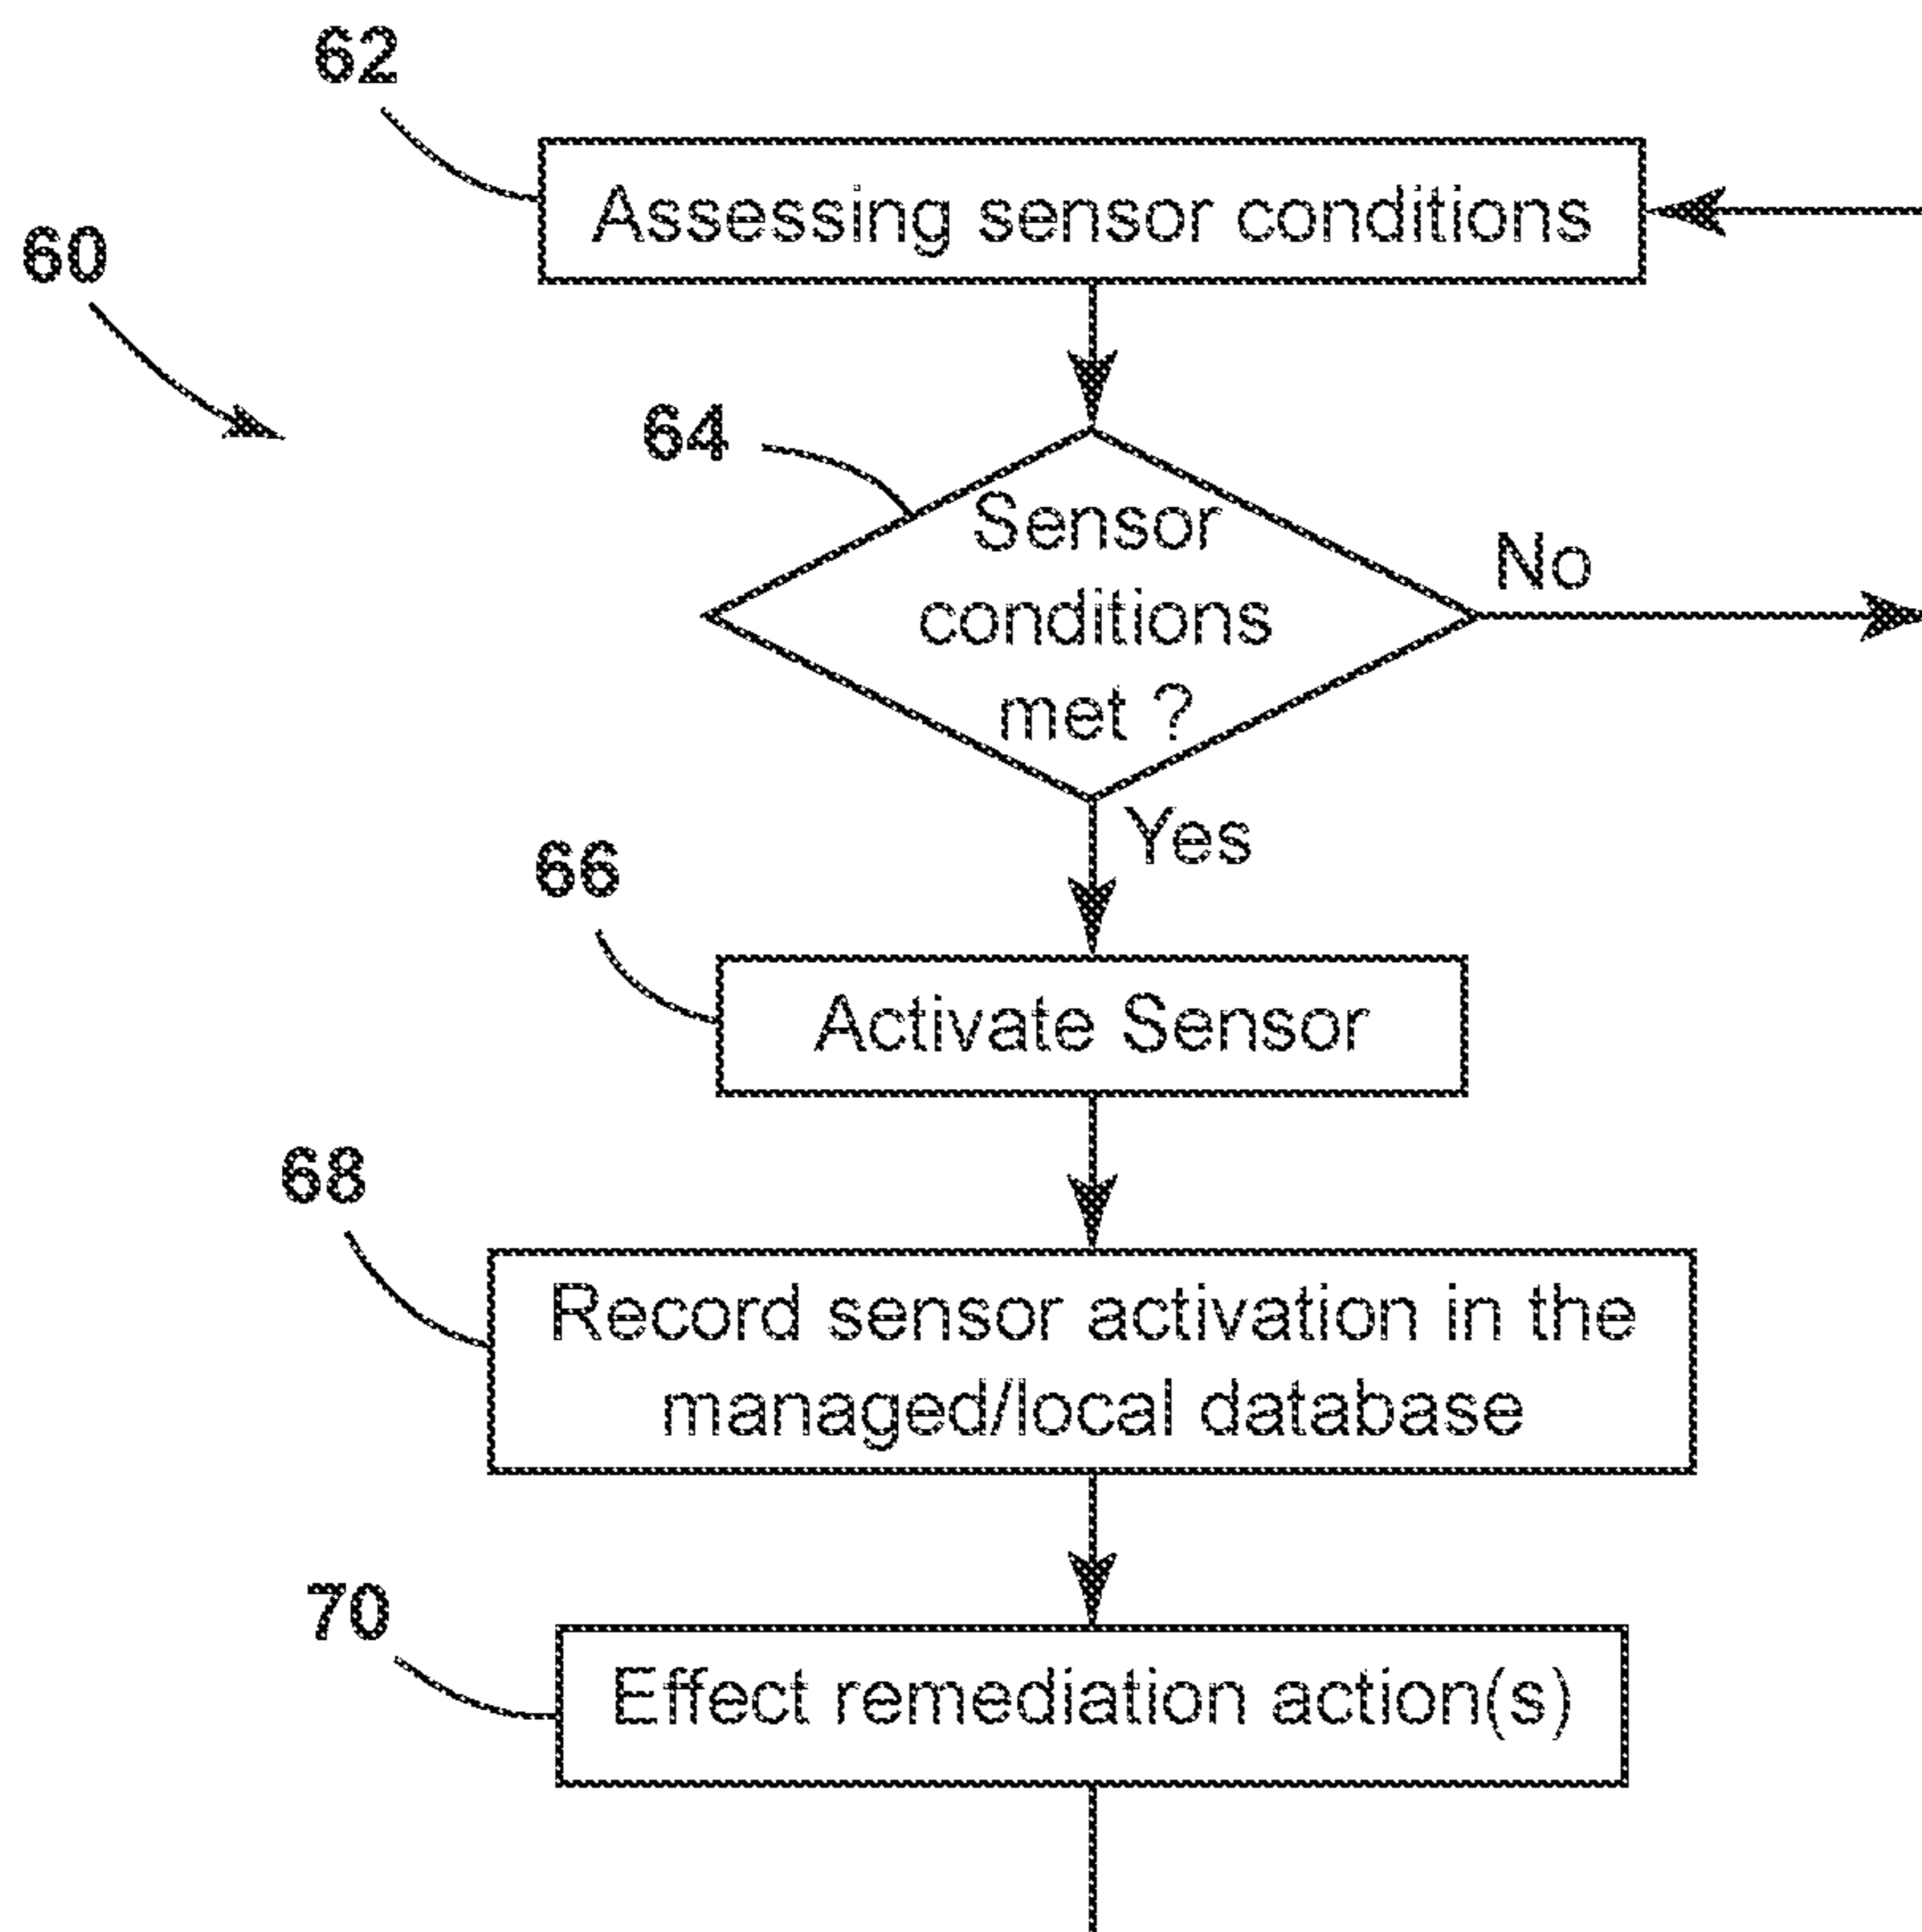 62
Assessing sensor conditions
60
64
Sensor
conditions
met ?
No
Yes
66
Activate Sensor
68
Record sensor activation in the
managed/local database
70
Effect remediation action(s)